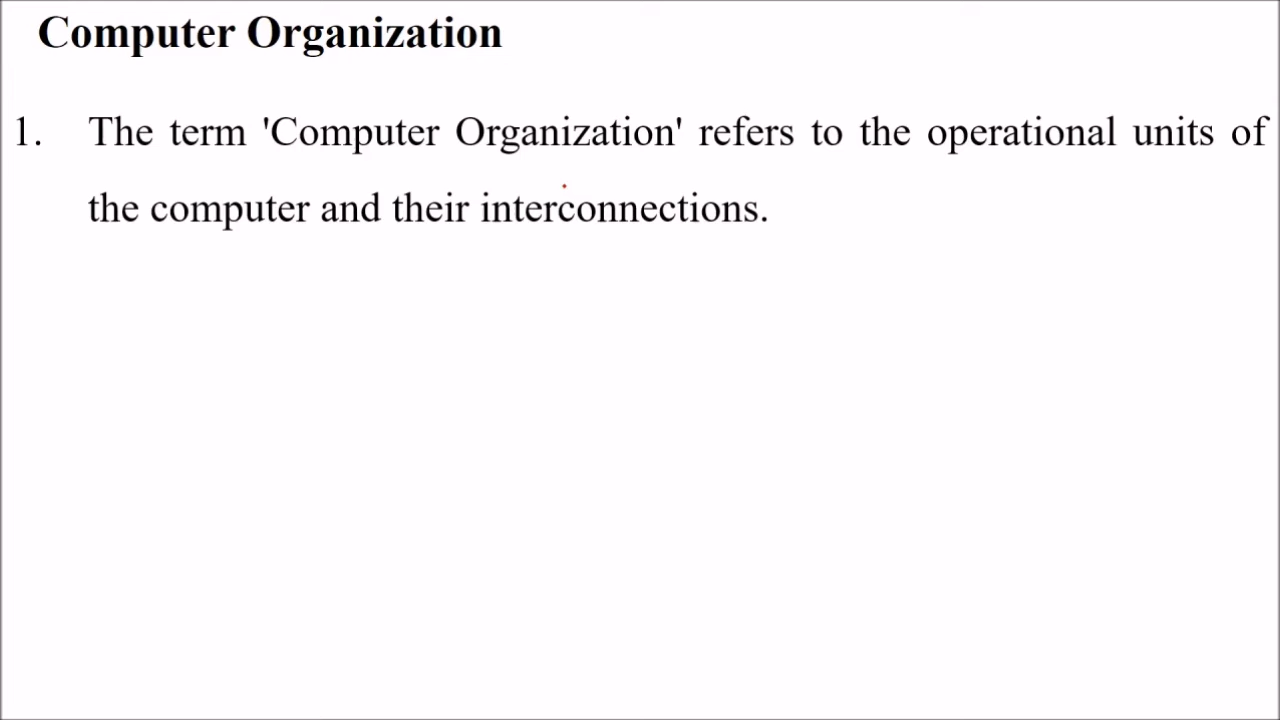 Computer Organization
1. The term 'Computer Organization' refers to the operational units of
the computer and their interconnections.